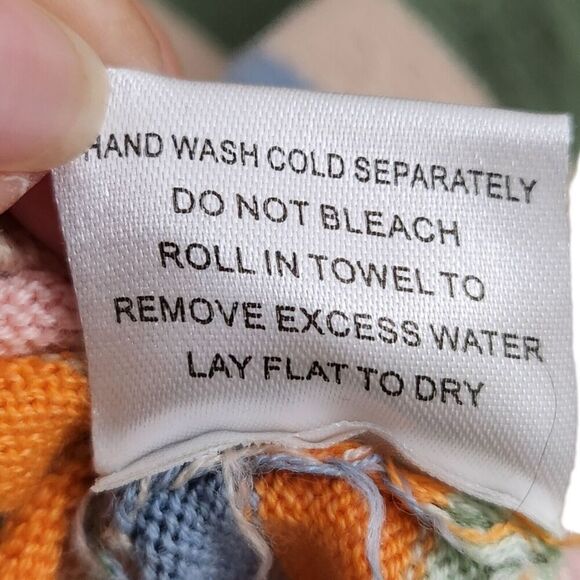 HAND WASH COLD SEPARATELY
DO NOT BLEACH
ROLL IN TOWEL TO
REMOVE EXCESS WATER
LAY FLAT TO DRY